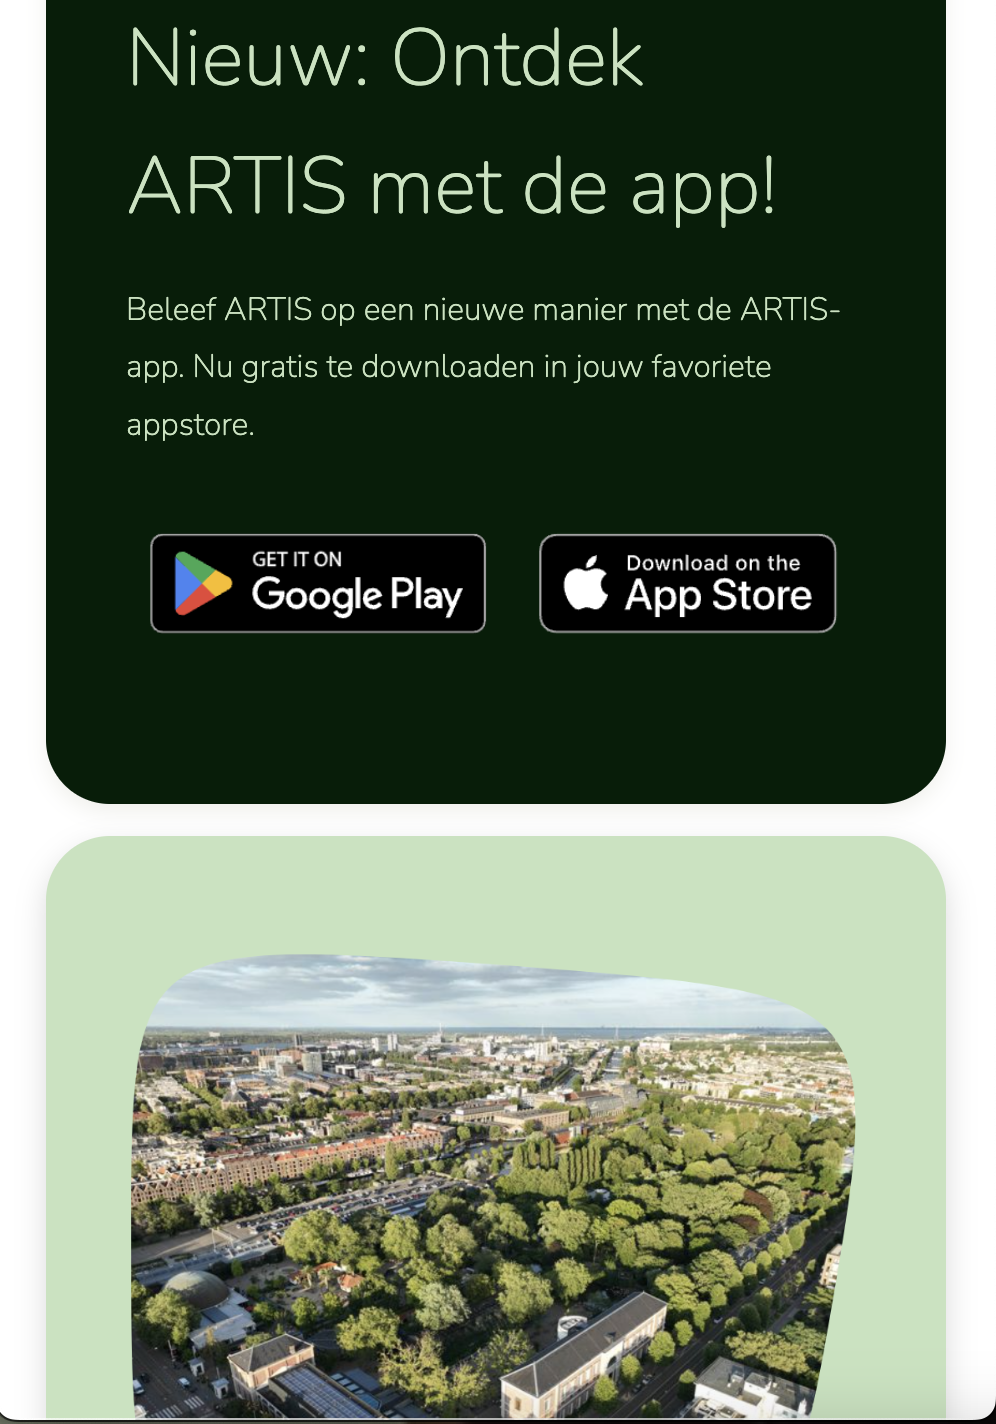 Nieuw: Ontdek
ARTIS met de app!
Beleef ARTIS op een nieuwe manier met de ARTIS-
app. Nu gratis te downloaden in jouw favoriete
appstore.
GET IT ON
Google Play
Download on the
App Store